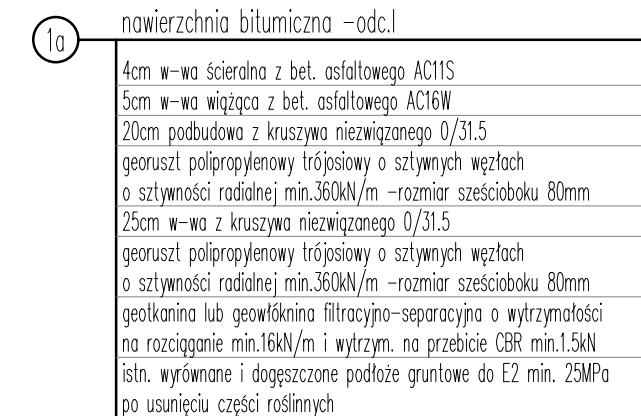 1a
nawierzchnia bitumiczna -odc.I
4cm w-wa ścieralna z bet. asfaltowego AC11S
5cm w-wa wiążąca z bet. asfaltowego AC16W
20cm podbudowa z kruszywa niezwiązanego 0/31.5
georuszt polipropylenowy trójosiowy o sztywnych węzłach
o sztywności radialnej min.360kN/m -rozmiar sześcioboku 80mm
25cm w-wa z kruszywa niezwiązanego 0/31.5
georuszt polipropylenowy trójosiowy o sztywnych węzłach
o sztywności radialnej min.360kN/m -rozmiar sześcioboku 80mm
geotkanina lub geowłóknina filtracyjno-separacyjna o wytrzymałości
na rozciąganie min.16kN/m i wytrzym. na przebicie CBR min.1.5kN
istn. wyrównane i dogęszczone podłoże gruntowe do E2 min. 25MPa
po usunięciu części roślinnych